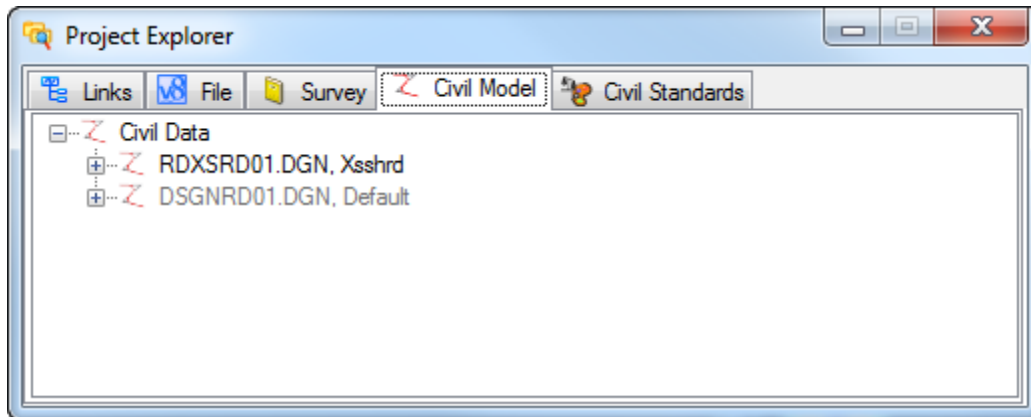 Project Explorer
Links File Survey Civil Model Civil Standards
Civil Data
RDXSRD01.DGN, Xsshrd
DSGNRD01.DGN, Default